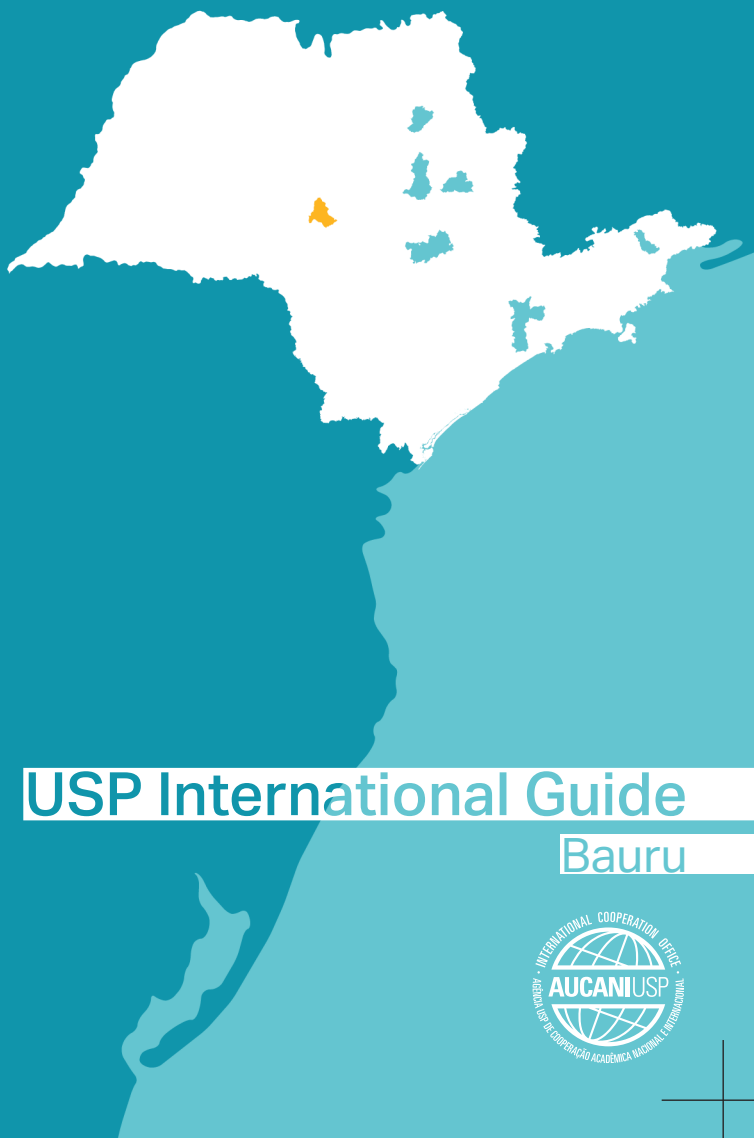 USP International Guide
Bauru
· INTERNATIONAL COOPERATION OFFICE ·
AUCANIUSP
AGÊNCIA USP DE COOPERAÇÃO ACADÊMICA NACIONAL E INTERNACIONAL